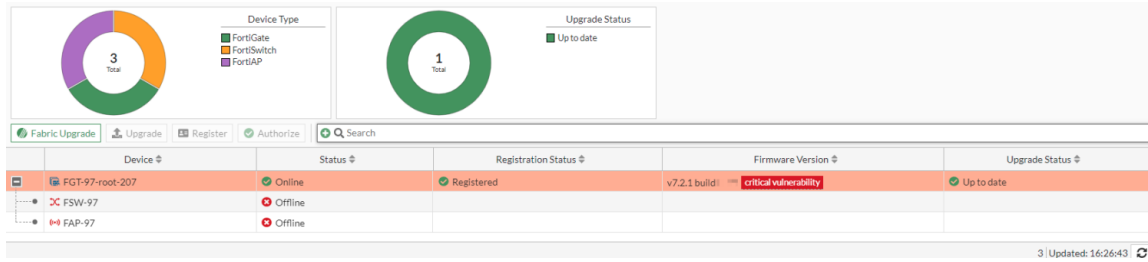 Device Type
FortiGate
FortiSwitch
FortiAP
3
Total
Upgrade Status
Up to date
1
Total
Fabric Upgrade Upgrade Register Authorize Search
Device Status Registration Status Firmware Version Upgrade Status
FGT-97-root-207 Online Registered v7.2.1 build critical vulnerability Up to date
FSW-97 Offline
FAP-97 Offline
3 Updated: 16:26:43